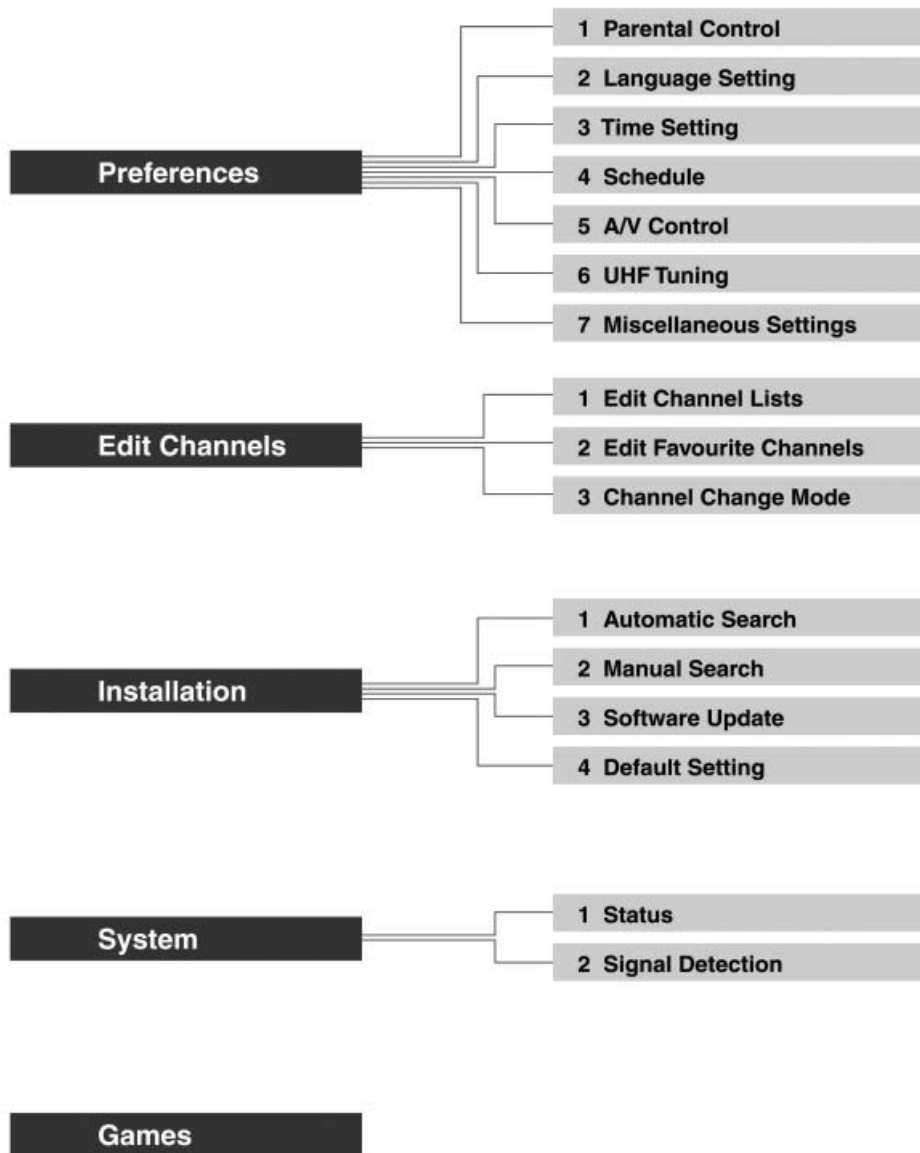 Preferences
1 Parental Control
2 Language Setting
3 Time Setting
4 Schedule
5 A/V Control
6 UHF Tuning
7 Miscellaneous Settings
Edit Channels
1 Edit Channel Lists
2 Edit Favourite Channels
3 Channel Change Mode
Installation
1 Automatic Search
2 Manual Search
3 Software Update
4 Default Setting
System
1 Status
2 Signal Detection
Games